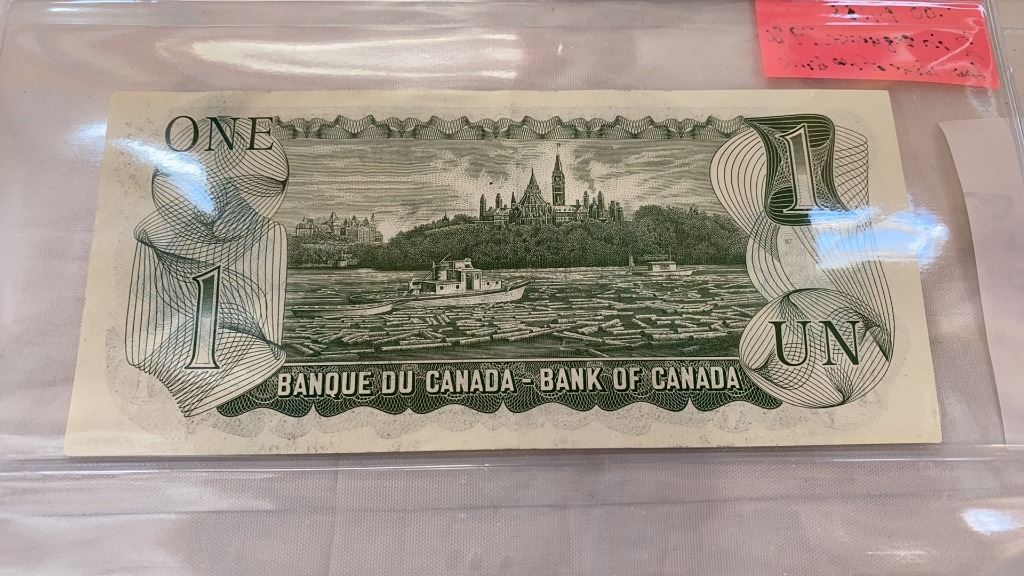 ONE
1
1
UN
BANQUE DU CANADA - BANK OF CANADA